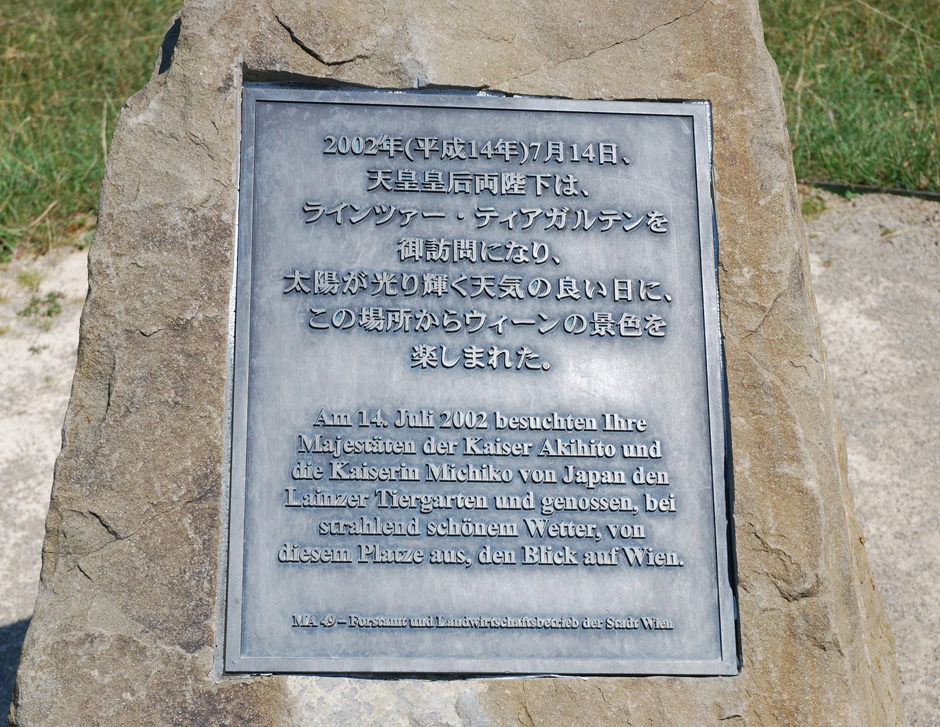 2002年(平成14年)7月14日、
天皇皇后両陛下は、
ラインツァー・ティアガルテンを
御訪問になり、
太陽が光り輝く天気の良い日に、
この場所からウィーンの景色を
楽しまれた。
Am 14. Juli 2002 besuchten Ihre
Majestäten der Kaiser Akihito und
die Kaiserin Michiko von Japan den
Lainzer Tiergarten und genossen, bei
strahlend schönem Wetter, von
diesem Platze aus, den Blick auf Wien.
MA 49 – Forstamt und Landwirtschaftsbetrieb der Stadt Wien